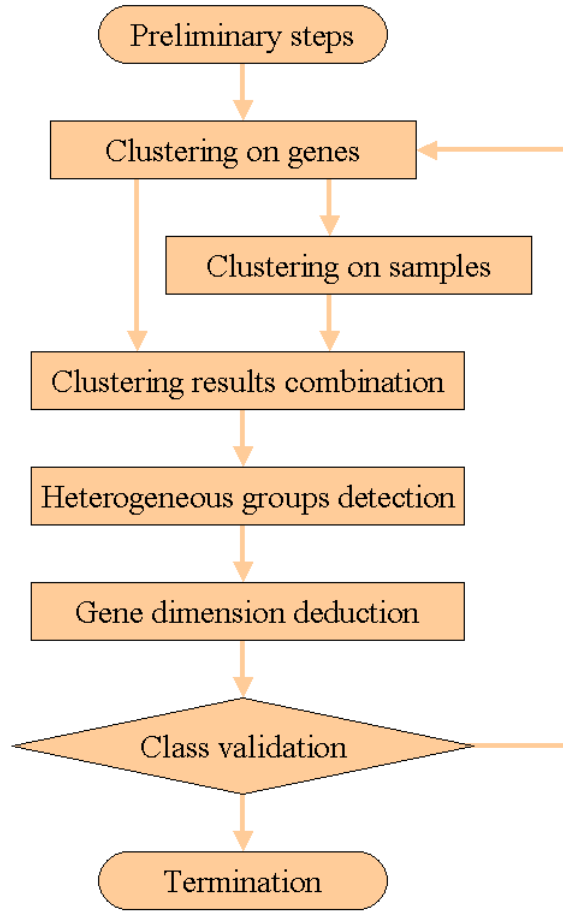 Preliminary steps
Clustering on genes
Clustering on samples
Clustering results combination
Heterogeneous groups detection
Gene dimension deduction
Class validation
Termination